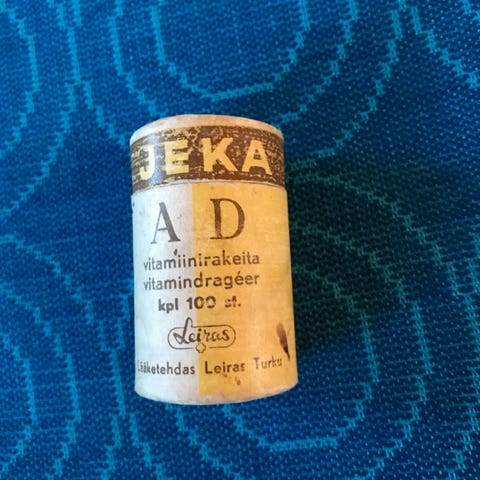 JEKA
A D
vitamiinirakeita
vitamindragéer
kpl 100 st.
Leiras
Lääketehdas Leiras Turku